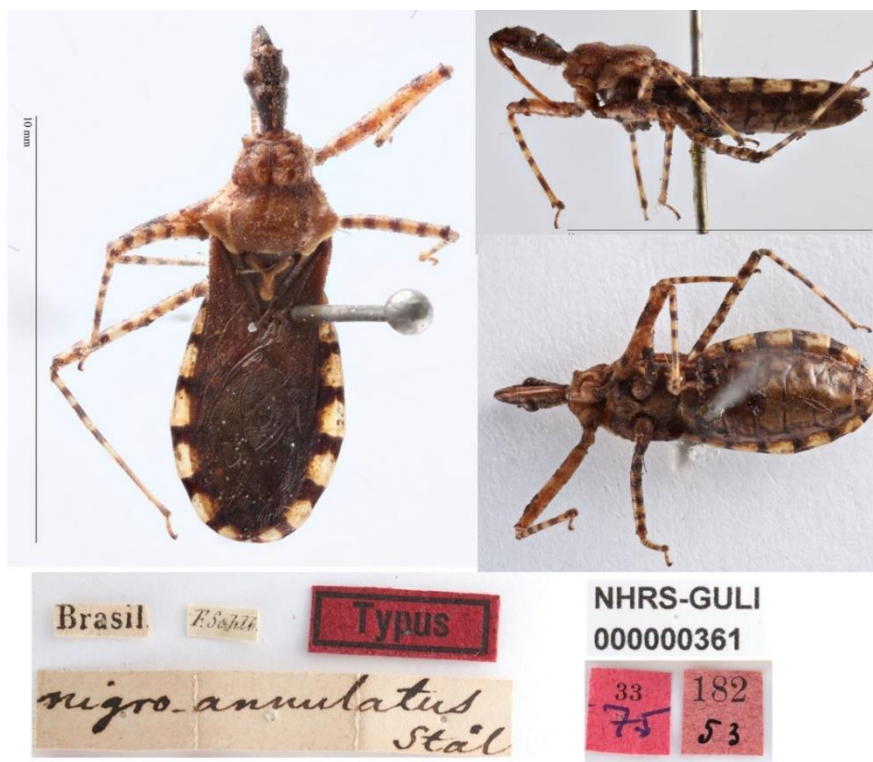 10 mm
Brasil.
F. Sahlb.
Typus
nigro-annulatus
Stål
NHRS-GULI
000000361
33
75
182
53